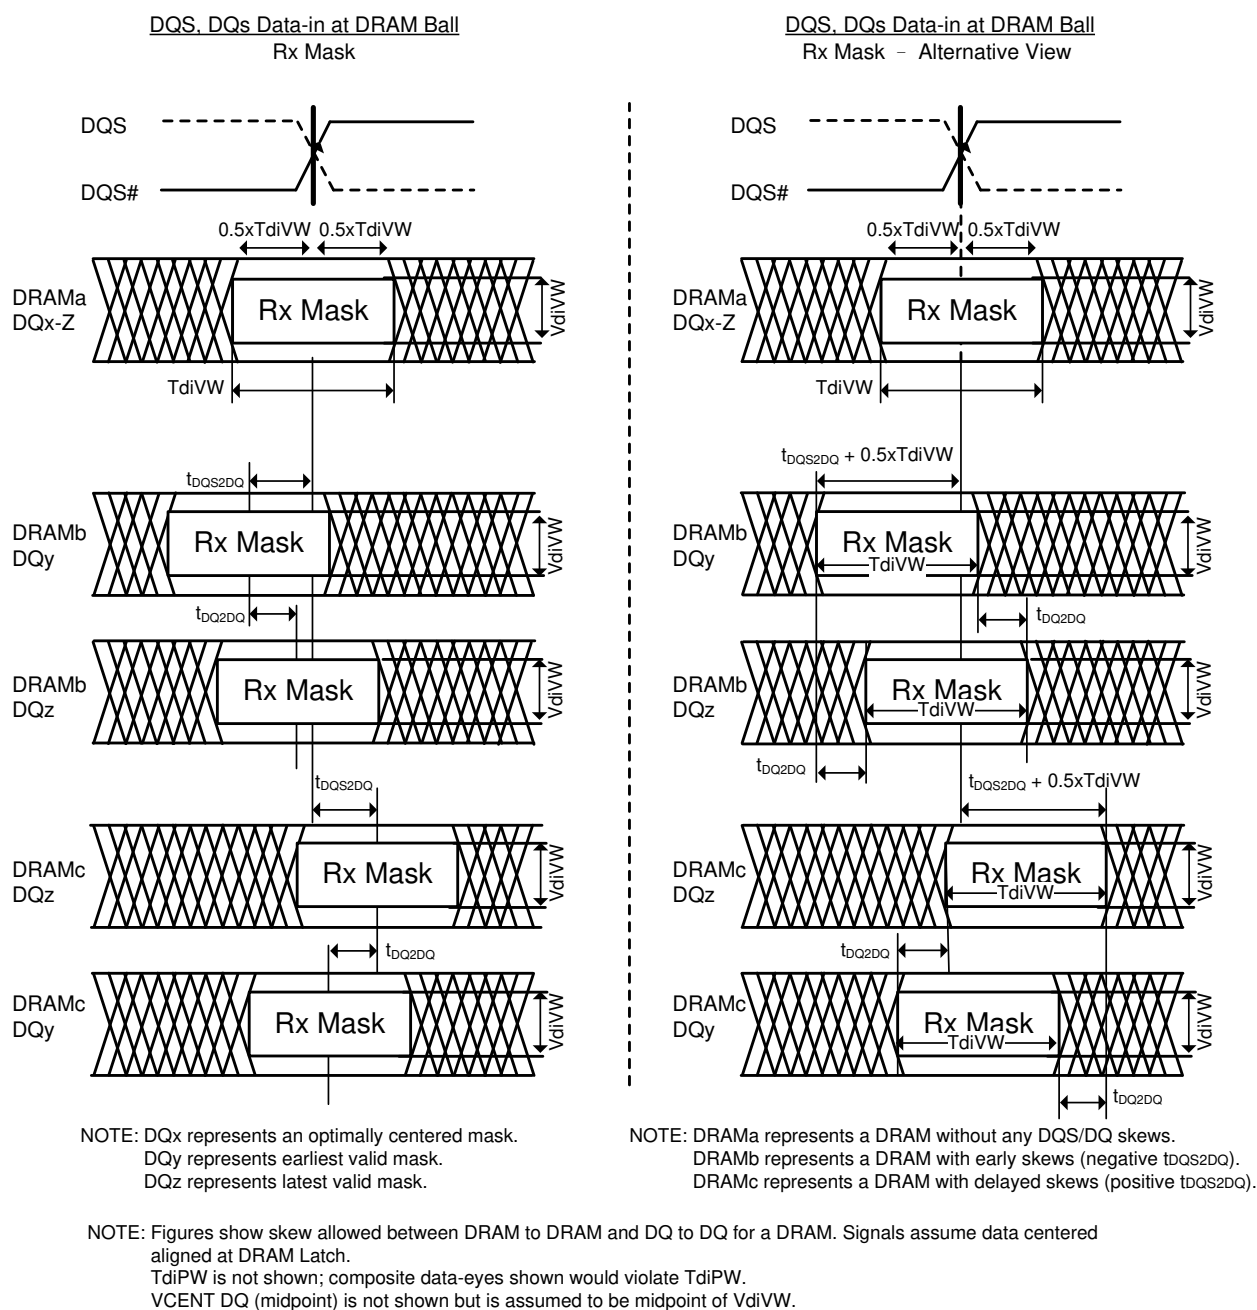 DQS, DQs Data-in at DRAM Ball
Rx Mask
DQS
DQS#
0.5xTdiVW 0.5xTdiVW
DRAMa
DQx-Z
Rx Mask
VdiVW
TdiVW
tDQS2DQ
DRAMb
DQy
Rx Mask
VdiVW
tDQ2DQ
DRAMb
DQz
Rx Mask
VdiVW
tDQS2DQ
DRAMc
DQz
Rx Mask
VdiVW
tDQ2DQ
DRAMc
DQy
Rx Mask
VdiVW
NOTE: DQx represents an optimally centered mask.
DQy represents earliest valid mask.
DQz represents latest valid mask.
DQS, DQs Data-in at DRAM Ball
Rx Mask – Alternative View
DQS
DQS#
0.5xTdiVW 0.5xTdiVW
DRAMa
DQx-Z
Rx Mask
VdiVW
TdiVW
tDQS2DQ + 0.5xTdiVW
DRAMb
DQy
Rx Mask
TdiVW
VdiVW
tDQ2DQ
DRAMb
DQz
Rx Mask
TdiVW
VdiVW
tDQ2DQ
tDQS2DQ + 0.5xTdiVW
DRAMc
DQz
Rx Mask
TdiVW
VdiVW
tDQ2DQ
DRAMc
DQy
Rx Mask
TdiVW
VdiVW
tDQ2DQ
NOTE: DRAMa represents a DRAM without any DQS/DQ skews.
DRAMb represents a DRAM with early skews (negative tDQS2DQ).
DRAMc represents a DRAM with delayed skews (positive tDQS2DQ).
NOTE: Figures show skew allowed between DRAM to DRAM and DQ to DQ for a DRAM. Signals assume data centered
aligned at DRAM Latch.
TdiPW is not shown; composite data-eyes shown would violate TdiPW.
VCENT DQ (midpoint) is not shown but is assumed to be midpoint of VdiVW.